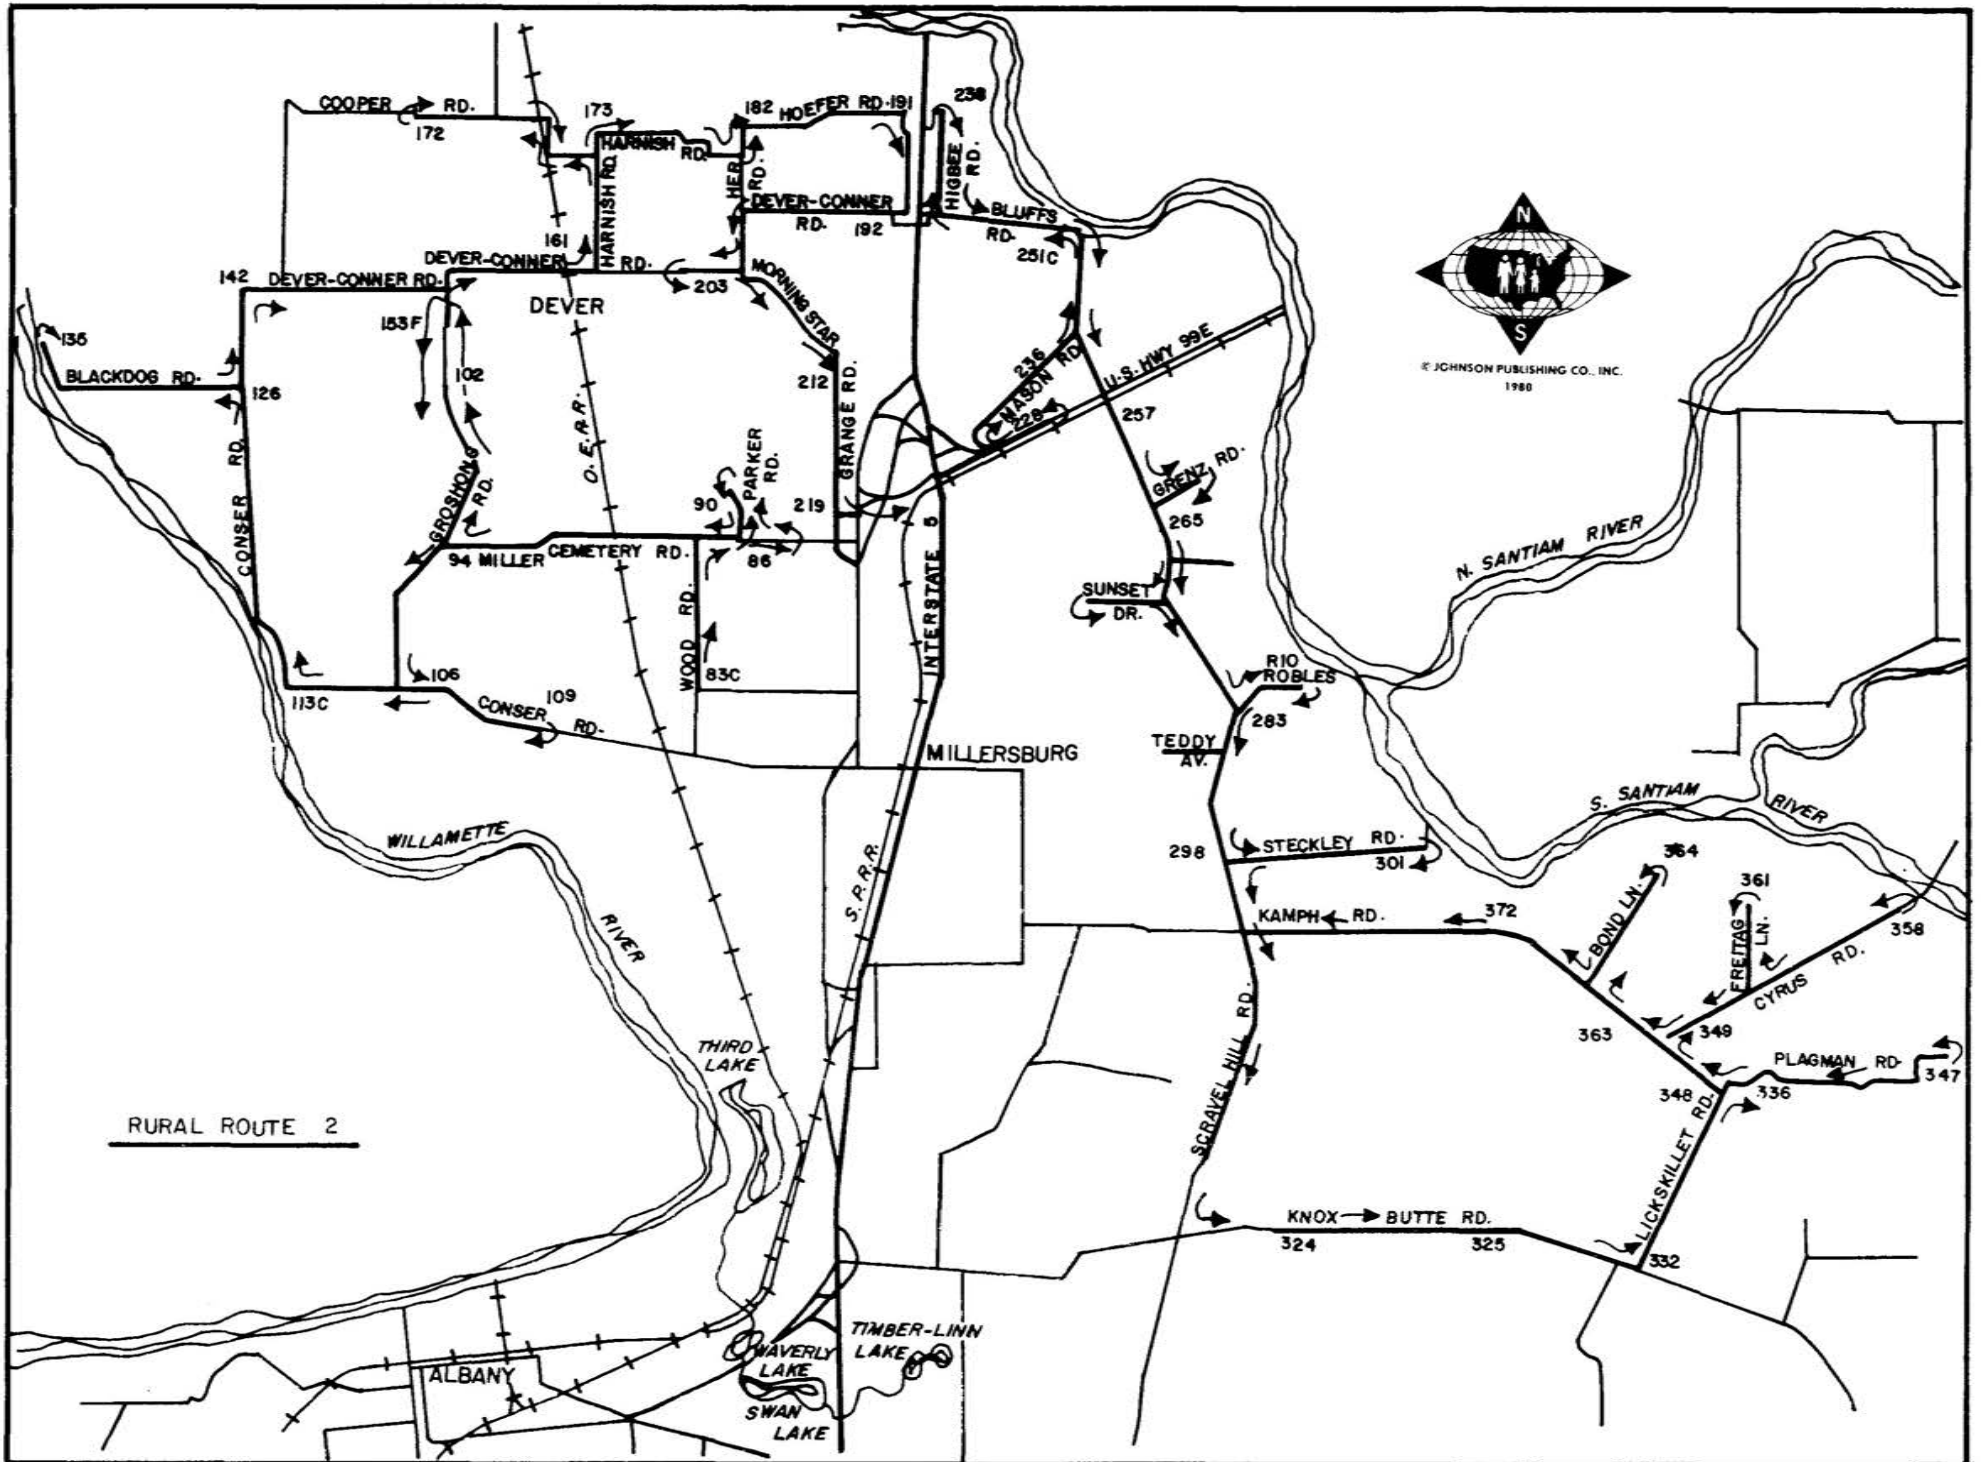 COOPER RD.
172
173
182 HOEFER RD. 191
238
HARNISH
RD.
HARNISH RD.
HER RD.
HIGBEE RD.
DEVER-CONNER
RD. 192
BLUFFS
RD.
251C
N
S
© JOHNSON PUBLISHING CO., INC.
1980
161
DEVER-CONNER RD.
203
142 DEVER-CONNER RD.
DEVER
MORNING STAR
153F
135
BLACKDOG RD.
126
102
O.E.R.R.
212
GRANGE RD.
236
MASON RD.
228
U.S. HWY 99E
257
CONSER RD.
GROSHONG RD.
90
PARKER RD.
219
GRENZ RD.
265
94 MILLER CEMETERY RD.
86
INTERSTATE 5
SUNSET
DR.
N. SANTIAM RIVER
WOOD RD.
83C
106
113C
109
CONSER RD.
RIO
ROBLES
283
TEDDY
AV.
MILLERSBURG
WILLAMETTE
RIVER
S. SANTIAM
RIVER
298
STECKLEY RD.
301
S.P.R.R.
KAMPH RD.
372
BOND LN.
364
361
FREITAG LN.
358
CYRUS RD.
363
349
PLAGMAN RD.
347
348
336
SCRAVEL HILL RD.
LICKSKILLET RD.
THIRD
LAKE
RURAL ROUTE 2
KNOX BUTTE RD.
324
325
332
ALBANY
WAVERLY
LAKE
TIMBER-LINN
LAKE
SWAN
LAKE